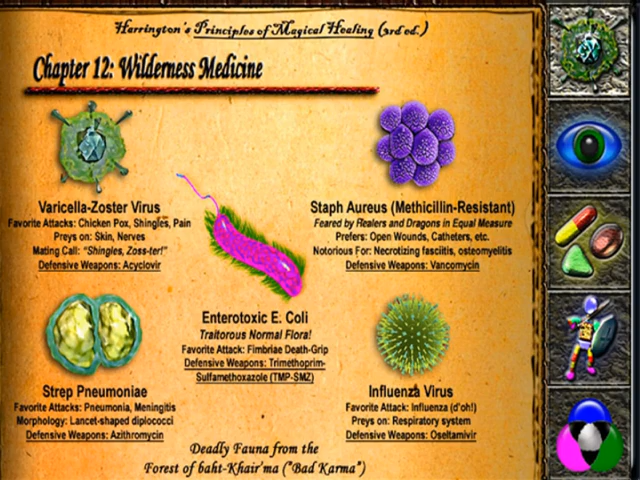 Harrington's Principles of Magical Healing (3rd ed.)
Chapter 12: Wilderness Medicine
Varicella-Zoster Virus
Favorite Attacks: Chicken Pox, Shingles, Pain
Preys on: Skin, Nerves
Mating Call: "Shingles, Zoss-ter!"
Defensive Weapons: Acyclovir
Staph Aureus (Methicillin-Resistant)
Feared by Healers and Dragons in Equal Measure
Prefers: Open Wounds, Catheters, etc.
Notorious For: Necrotizing fasciitis, osteomyelitis
Defensive Weapons: Vancomycin
Enterotoxic E. Coli
Traitorous Normal Flora!
Favorite Attack: Fimbriae Death-Grip
Defensive Weapons: Trimethoprim-
Sulfamethoxazole (TMP-SMZ)
Strep Pneumoniae
Favorite Attacks: Pneumonia, Meningitis
Morphology: Lancet-shaped diplococci
Defensive Weapons: Azithromycin
Influenza Virus
Favorite Attack: Influenza (d'oh!)
Preys on: Respiratory system
Defensive Weapons: Oseltamivir
Deadly Fauna from the
Forest of baht-Khair'ma ("Bad Karma")